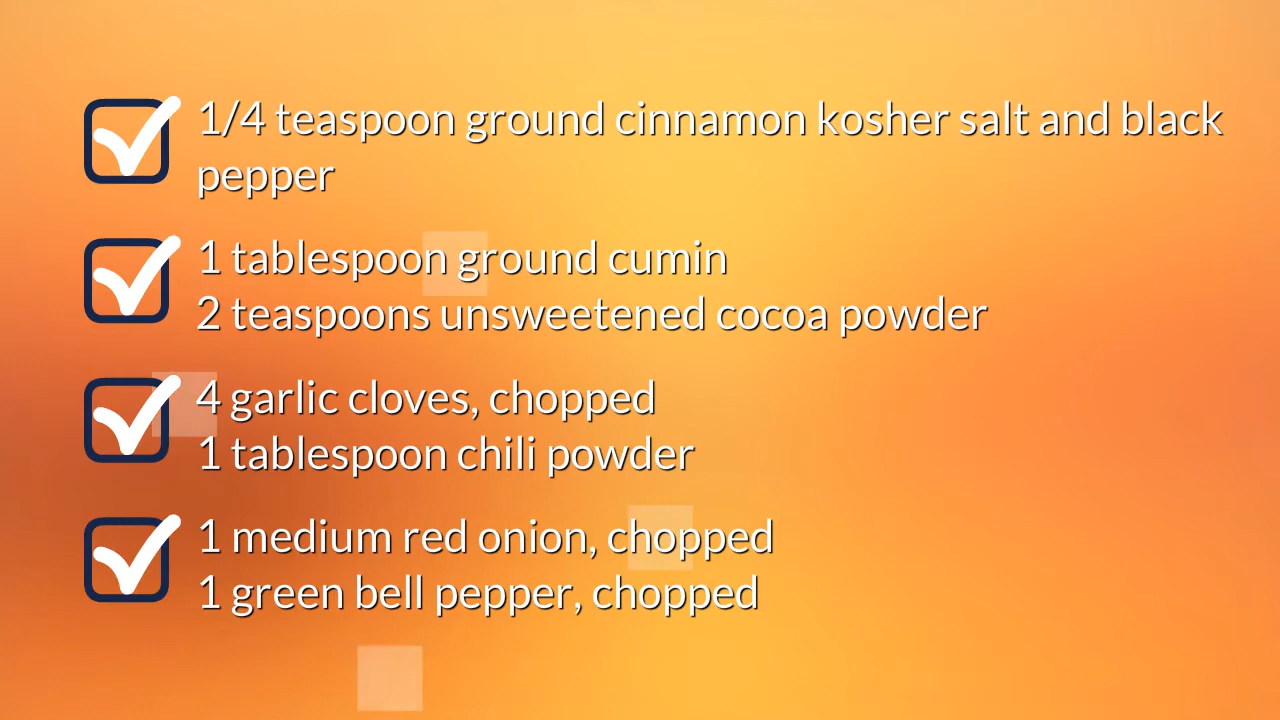 1/4 teaspoon ground cinnamon kosher salt and black
pepper
1 tablespoon ground cumin
2 teaspoons unsweetened cocoa powder
4 garlic cloves, chopped
1 tablespoon chili powder
1 medium red onion, chopped
1 green bell pepper, chopped